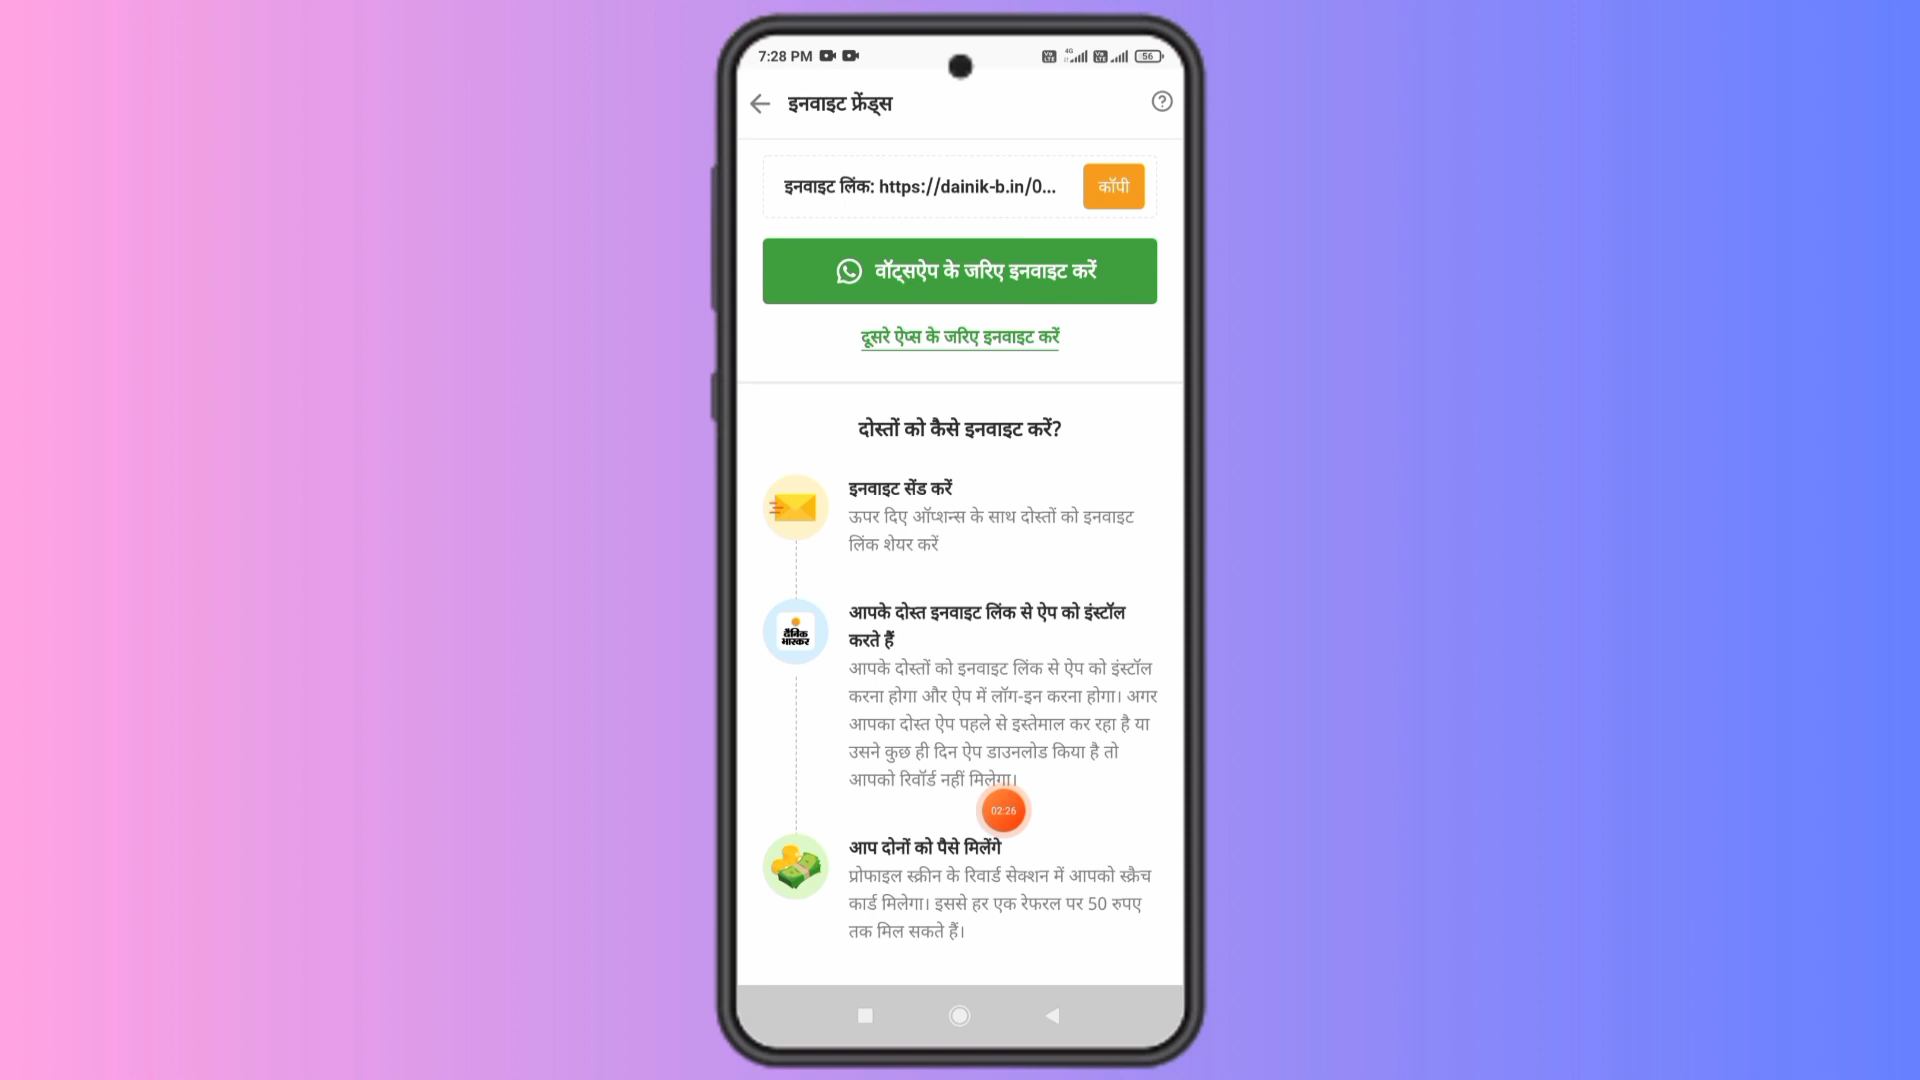 7:28 PM
4G
56
इनवाइट फ्रेंड्स
इनवाइट लिंक: https://dainik-b.in/0...
कॉपी
वॉट्सऐप के जरिए इनवाइट करें
दूसरे ऐप्स के जरिए इनवाइट करें
दोस्तों को कैसे इनवाइट करें?
इनवाइट सेंड करें
ऊपर दिए ऑप्शन्स के साथ दोस्तों को इनवाइट
लिंक शेयर करें
दैनिक
भास्कर
आपके दोस्त इनवाइट लिंक से ऐप को इंस्टॉल
करते हैं
आपके दोस्तों को इनवाइट लिंक से ऐप को इंस्टॉल
करना होगा और ऐप में लॉग-इन करना होगा। अगर
आपका दोस्त ऐप पहले से इस्तेमाल कर रहा है या
उसने कुछ ही दिन ऐप डाउनलोड किया है तो
आपको रिवॉर्ड नहीं मिलेगा।
02:26
आप दोनों को पैसे मिलेंगे
प्रोफाइल स्क्रीन के रिवार्ड सेक्शन में आपको स्क्रैच
कार्ड मिलेगा। इससे हर एक रेफरल पर 50 रुपए
तक मिल सकते हैं।